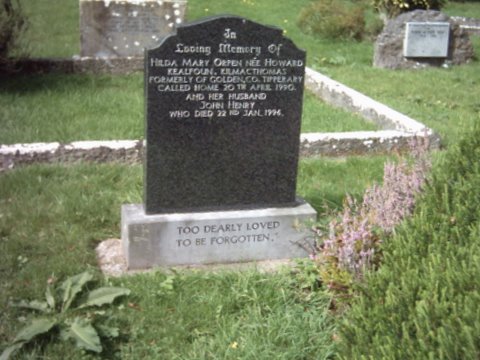 In
Loving Memory Of
HILDA MARY ORPEN NÉE HOWARD
KEALFOUN, KILMACTHOMAS
FORMERLY OF GOLDEN, CO. TIPPERARY
CALLED HOME 20TH APRIL 1990.
AND HER HUSBAND
JOHN HENRY
WHO DIED 22ND JAN. 1994.
TOO DEARLY LOVED
TO BE FORGOTTEN.